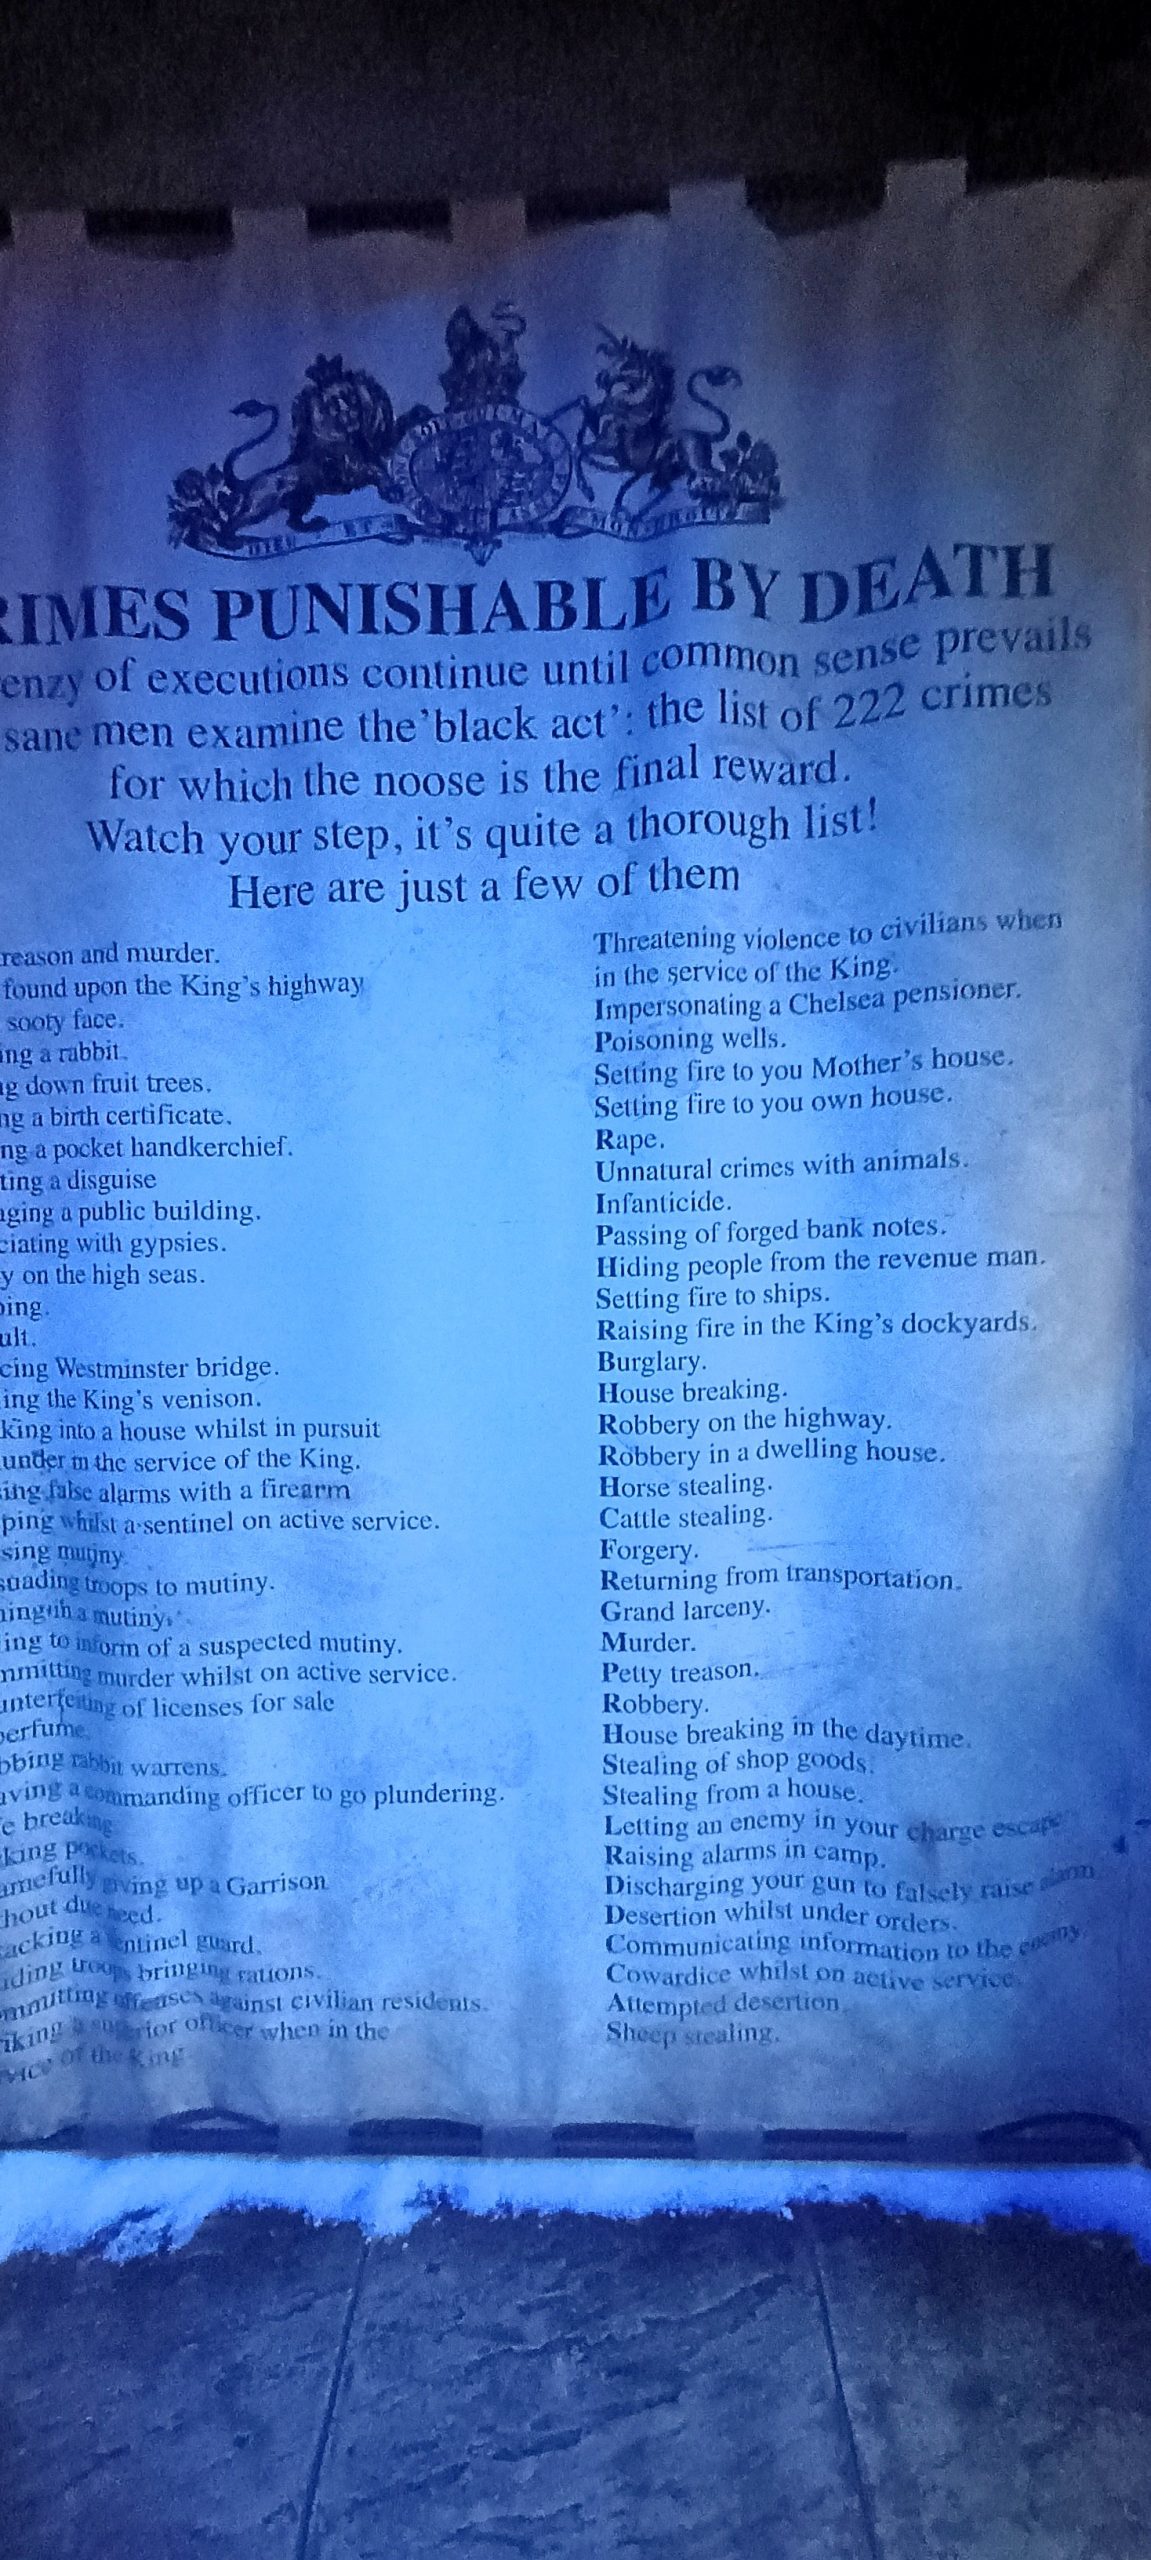 RIMES PUNISHABLE BY DEATH
enzy of executions continue until common sense prevails
sane men examine the 'black act': the list of 222 crimes
for which the noose is the final reward.
Watch your step, it's quite a thorough list!
Here are just a few of them
reason and murder.
found upon the King's highway
sooty face.
ing a rabbit.
g down fruit trees.
ng a birth certificate.
ng a pocket handkerchief.
ting a disguise
ging a public building.
ciating with gypsies.
y on the high seas.
ing.
ult.
cing Westminster bridge.
ing the King's venison.
king into a house whilst in pursuit
under in the service of the King.
ing false alarms with a firearm
ping whilst a sentinel on active service.
sing mutiny
suading troops to mutiny.
ning in a mutiny.
ing to inform of a suspected mutiny.
mmitting murder whilst on active service.
unterfeiting of licenses for sale
perfume.
bbing rabbit warrens.
aving a commanding officer to go plundering.
e breaking
king pockets.
amefully giving up a Garrison
hout due need.
acking a sentinel guard.
iding troops bringing rations.
mmitting offenses against civilian residents.
iking a superior officer when in the
vice of the King
Threatening violence to civilians when
in the service of the King.
Impersonating a Chelsea pensioner.
Poisoning wells.
Setting fire to you Mother's house.
Setting fire to you own house.
Rape.
Unnatural crimes with animals.
Infanticide.
Passing of forged bank notes.
Hiding people from the revenue man.
Setting fire to ships.
Raising fire in the King's dockyards.
Burglary.
House breaking.
Robbery on the highway.
Robbery in a dwelling house.
Horse stealing.
Cattle stealing.
Forgery.
Returning from transportation.
Grand larceny.
Murder.
Petty treason.
Robbery.
House breaking in the daytime.
Stealing of shop goods.
Stealing from a house.
Letting an enemy in your charge escape
Raising alarms in camp.
Discharging your gun to falsely raise alarm
Desertion whilst under orders.
Communicating information to the enemy.
Cowardice whilst on active service.
Attempted desertion.
Sheep stealing.